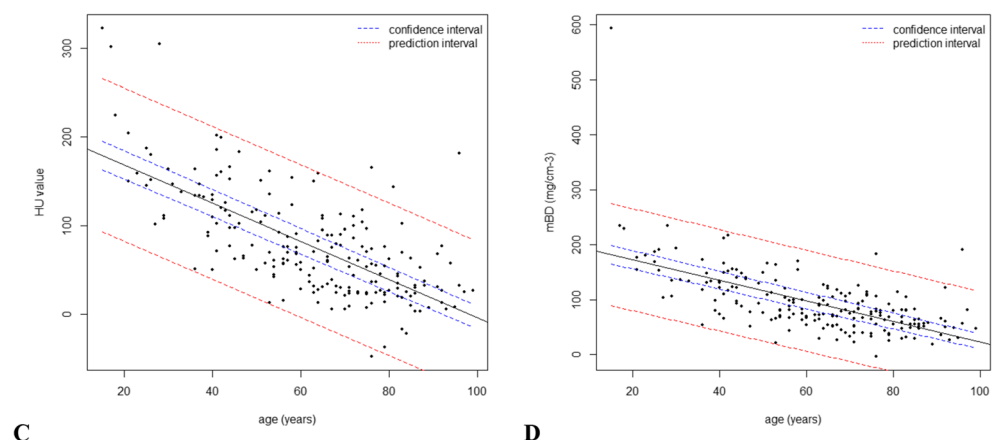 confidence interval
prediction interval
300
200
100
0
HU value
20
40
60
80
100
age (years)
C
confidence interval
prediction interval
600
500
400
300
200
100
0
mBD (mg/cm-3)
20
40
60
80
100
age (years)
D